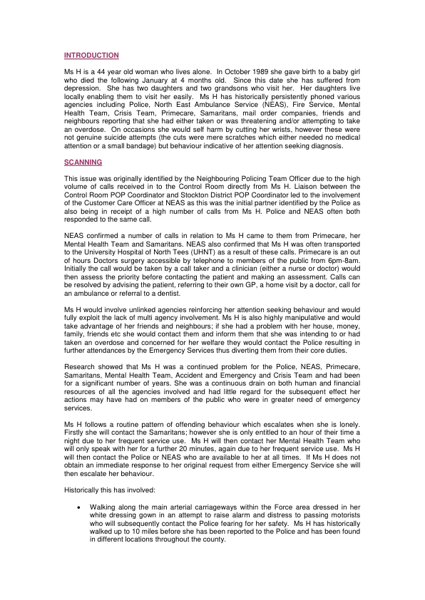 INTRODUCTION
Ms H is a 44 year old woman who lives alone. In October 1989 she gave birth to a baby girl
who died the following January at 4 months old. Since this date she has suffered from
depression. She has two daughters and two grandsons who visit her. Her daughters live
locally enabling them to visit her easily. Ms H has historically persistently phoned various
agencies including Police, North East Ambulance Service (NEAS), Fire Service, Mental
Health Team, Crisis Team, Primecare, Samaritans, mail order companies, friends and
neighbours reporting that she had either taken or was threatening and/or attempting to take
an overdose. On occasions she would self harm by cutting her wrists, however these were
not genuine suicide attempts (the cuts were mere scratches which either needed no medical
attention or a small bandage) but behaviour indicative of her attention seeking diagnosis.
SCANNING
This issue was originally identified by the Neighbouring Policing Team Officer due to the high
volume of calls received in to the Control Room directly from Ms H. Liaison between the
Control Room POP Coordinator and Stockton District POP Coordinator led to the involvement
of the Customer Care Officer at NEAS as this was the initial partner identified by the Police as
also being in receipt of a high number of calls from Ms H. Police and NEAS often both
responded to the same call.
NEAS confirmed a number of calls in relation to Ms H came to them from Primecare, her
Mental Health Team and Samaritans. NEAS also confirmed that Ms H was often transported
to the University Hospital of North Tees (UHNT) as a result of these calls. Primecare is an out
of hours Doctors surgery accessible by telephone to members of the public from 6pm-8am.
Initially the call would be taken by a call taker and a clinician (either a nurse or doctor) would
then assess the priority before contacting the patient and making an assessment. Calls can
be resolved by advising the patient, referring to their own GP, a home visit by a doctor, call for
an ambulance or referral to a dentist.
Ms H would involve unlinked agencies reinforcing her attention seeking behaviour and would
fully exploit the lack of multi agency involvement. Ms H is also highly manipulative and would
take advantage of her friends and neighbours; if she had a problem with her house, money,
family, friends etc she would contact them and inform them that she was intending to or had
taken an overdose and concerned for her welfare they would contact the Police resulting in
further attendances by the Emergency Services thus diverting them from their core duties.
Research showed that Ms H was a continued problem for the Police, NEAS, Primecare,
Samaritans, Mental Health Team, Accident and Emergency and Crisis Team and had been
for a significant number of years. She was a continuous drain on both human and financial
resources of all the agencies involved and had little regard for the subsequent effect her
actions may have had on members of the public who were in greater need of emergency
services.
Ms H follows a routine pattern of offending behaviour which escalates when she is lonely.
Firstly she will contact the Samaritans; however she is only entitled to an hour of their time a
night due to her frequent service use. Ms H will then contact her Mental Health Team who
will only speak with her for a further 20 minutes, again due to her frequent service use. Ms H
will then contact the Police or NEAS who are available to her at all times. If Ms H does not
obtain an immediate response to her original request from either Emergency Service she will
then escalate her behaviour.
Historically this has involved:
• Walking along the main arterial carriageways within the Force area dressed in her
white dressing gown in an attempt to raise alarm and distress to passing motorists
who will subsequently contact the Police fearing for her safety. Ms H has historically
walked up to 10 miles before she has been reported to the Police and has been found
in different locations throughout the county.